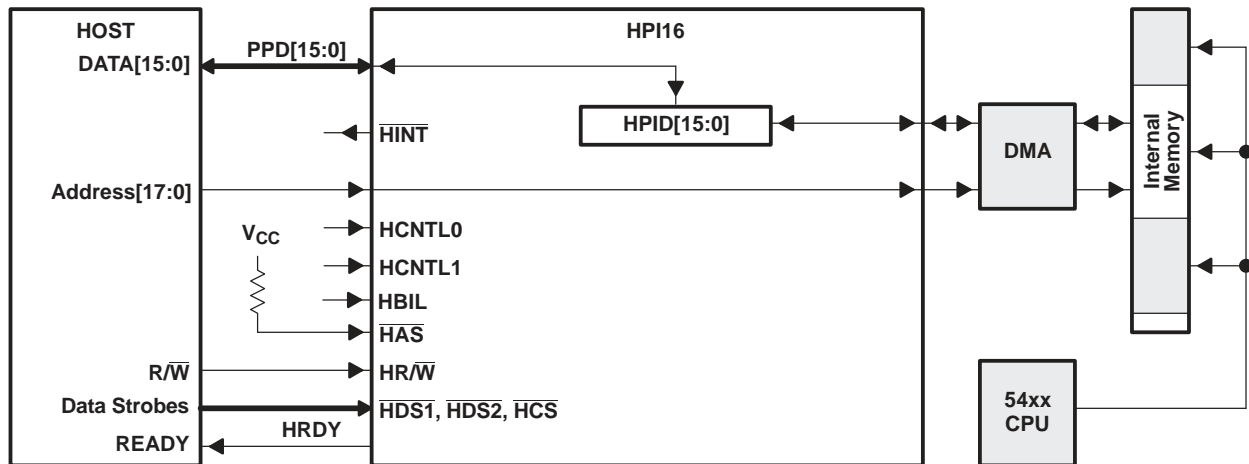 HOST
HPI16
PPD[15:0]
DATA[15:0]
HPID[15:0]
HINT
DMA
Internal
Memory
Address[17:0]
VCC
HCNTL0
HCNTL1
HBIL
HAS
R/W
HR/W
Data Strobes
HDS1, HDS2, HCS
54xx
CPU
HRDY
READY